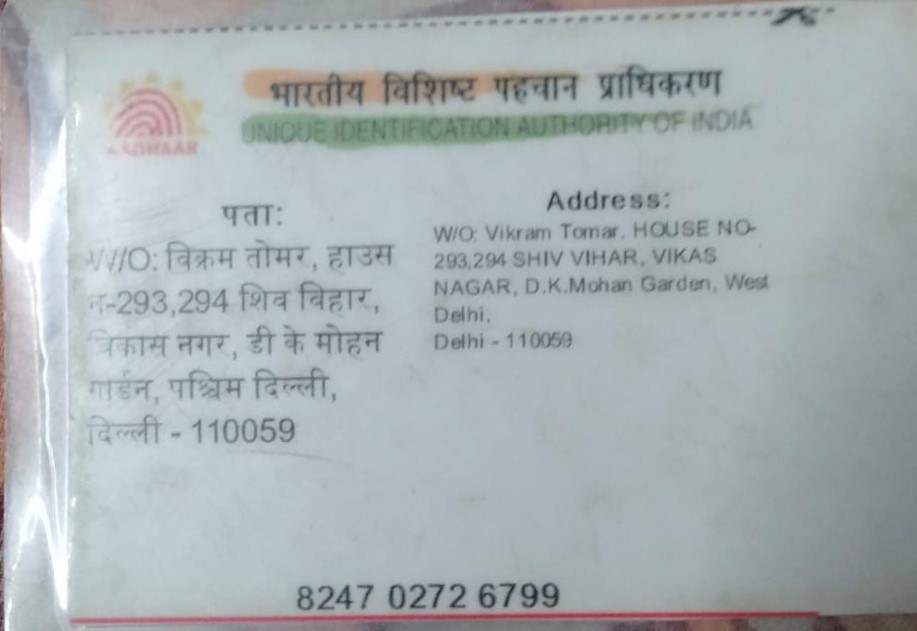 भारतीय विशिष्ट पहचान प्राधिकरण
UNIQUE IDENTIFICATION AUTHORITY OF INDIA
AADHAAR
पता:
W/O: विक्रम तोमर, हाउस
न-293,294 शिव विहार,
विकास नगर, डी के मोहन
गार्डन, पश्चिम दिल्ली,
दिल्ली - 110059
Address:
W/O: Vikram Tomar, HOUSE NO-
293,294 SHIV VIHAR, VIKAS
NAGAR, D.K.Mohan Garden, West
Delhi,
Delhi - 110059
8247 0272 6799